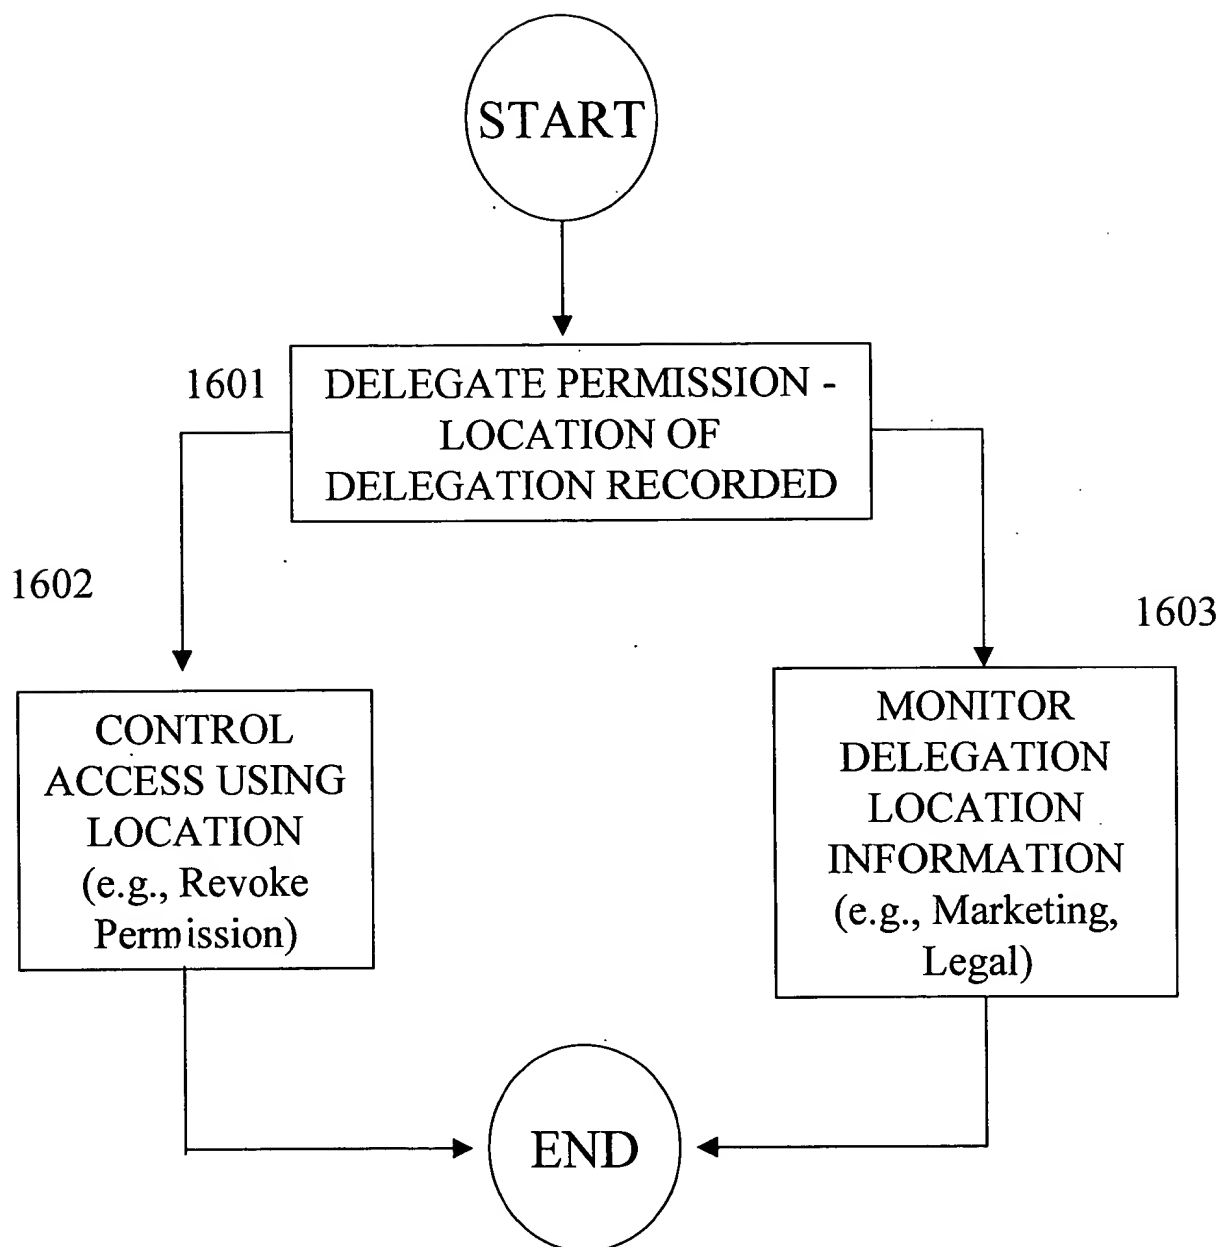 START
1601
DELEGATE PERMISSION -
LOCATION OF
DELEGATION RECORDED
1602
1603
CONTROL
ACCESS USING
LOCATION
(e.g., Revoke
Permission)
MONITOR
DELEGATION
LOCATION
INFORMATION
(e.g., Marketing,
Legal)
END